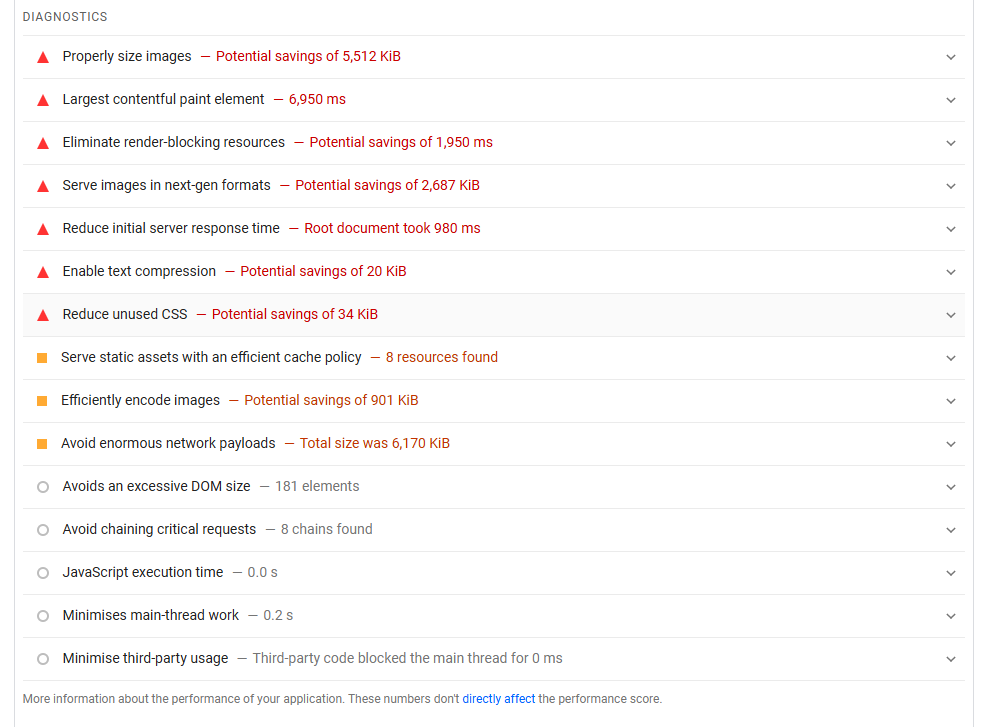 DIAGNOSTICS
Properly size images — Potential savings of 5,512 KiB
Largest contentful paint element — 6,950 ms
Eliminate render-blocking resources — Potential savings of 1,950 ms
Serve images in next-gen formats — Potential savings of 2,687 KiB
Reduce initial server response time — Root document took 980 ms
Enable text compression — Potential savings of 20 KiB
Reduce unused CSS — Potential savings of 34 KiB
Serve static assets with an efficient cache policy — 8 resources found
Efficiently encode images — Potential savings of 901 KiB
Avoid enormous network payloads — Total size was 6,170 KiB
Avoids an excessive DOM size — 181 elements
Avoid chaining critical requests — 8 chains found
JavaScript execution time — 0.0 s
Minimises main-thread work — 0.2 s
Minimise third-party usage — Third-party code blocked the main thread for 0 ms
More information about the performance of your application. These numbers don't directly affect the performance score.